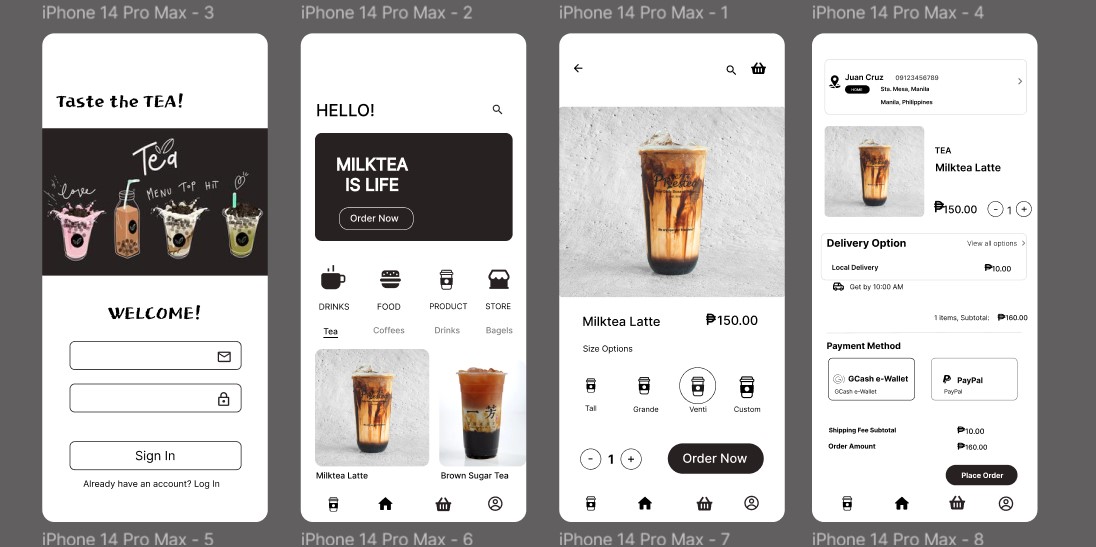 iPhone 14 Pro Max - 3
Taste the TEA!
Tea
love
MENU TOP HIT
WELCOME!
Sign In
Already have an account? Log In
iPhone 14 Pro Max - 5
iPhone 14 Pro Max - 2
HELLO!
MILKTEA
IS LIFE
Order Now
DRINKS FOOD PRODUCT STORE
Tea Coffees Drinks Bagels
一
芳
Milktea Latte Brown Sugar Tea
iPhone 14 Pro Max - 6
iPhone 14 Pro Max - 1
Milktea Latte ₱150.00
Size Options
Tall Grande Venti Custom
- 1 + Order Now
iPhone 14 Pro Max - 7
iPhone 14 Pro Max - 4
Juan Cruz 09123456789
HOME Sta. Mesa, Manila
Manila, Philippines
TEA
Milktea Latte
₱150.00 - 1 +
Delivery Option View all options >
Local Delivery ₱10.00
Get by 10:00 AM
1 Items, Subtotal: ₱160.00
Payment Method
GCash e-Wallet PayPal
GCash e-Wallet PayPal
Shipping Fee Subtotal ₱10.00
Order Amount ₱160.00
Place Order
iPhone 14 Pro Max - 8